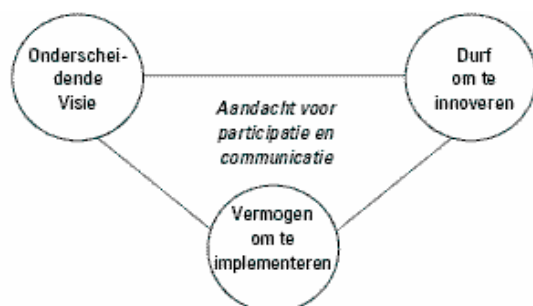 Onderschei-
dende
Visie
Durf
om te
innoveren
Aandacht voor
participatie en
communicatie
Vermogen
om te
implementeren